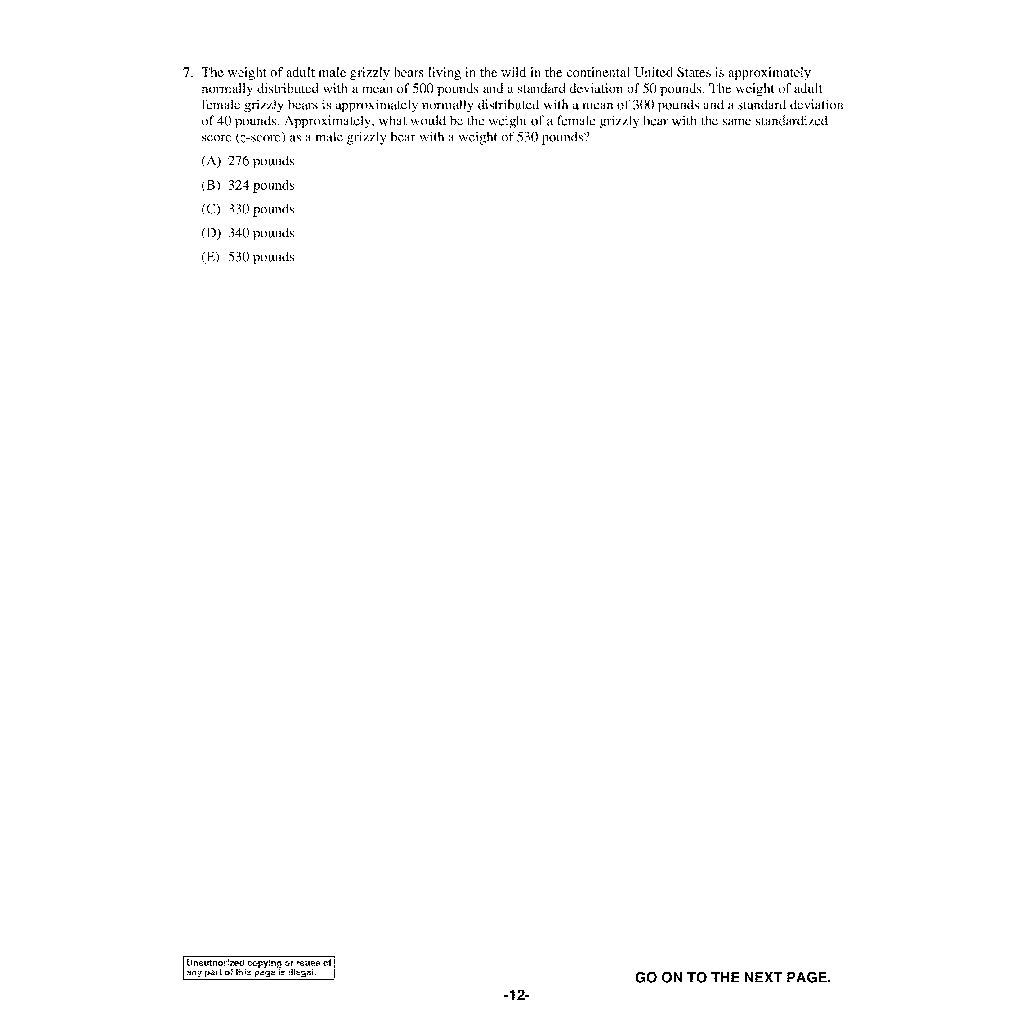 7. The weight of adult male grizzly bears living in the wild in the continental United States is approximately
normally distributed with a mean of 500 pounds and a standard deviation of 50 pounds. The weight of adult
female grizzly bears is approximately normally distributed with a mean of 300 pounds and a standard deviation
of 40 pounds. Approximately, what would be the weight of a female grizzly bear with the same standardized
score (z-score) as a male grizzly bear with a weight of 530 pounds?
(A) 276 pounds
(B) 324 pounds
(C) 330 pounds
(D) 340 pounds
(E) 530 pounds
Unauthorized copying or reuse of
any part of this page is illegal.
GO ON TO THE NEXT PAGE.
-12-